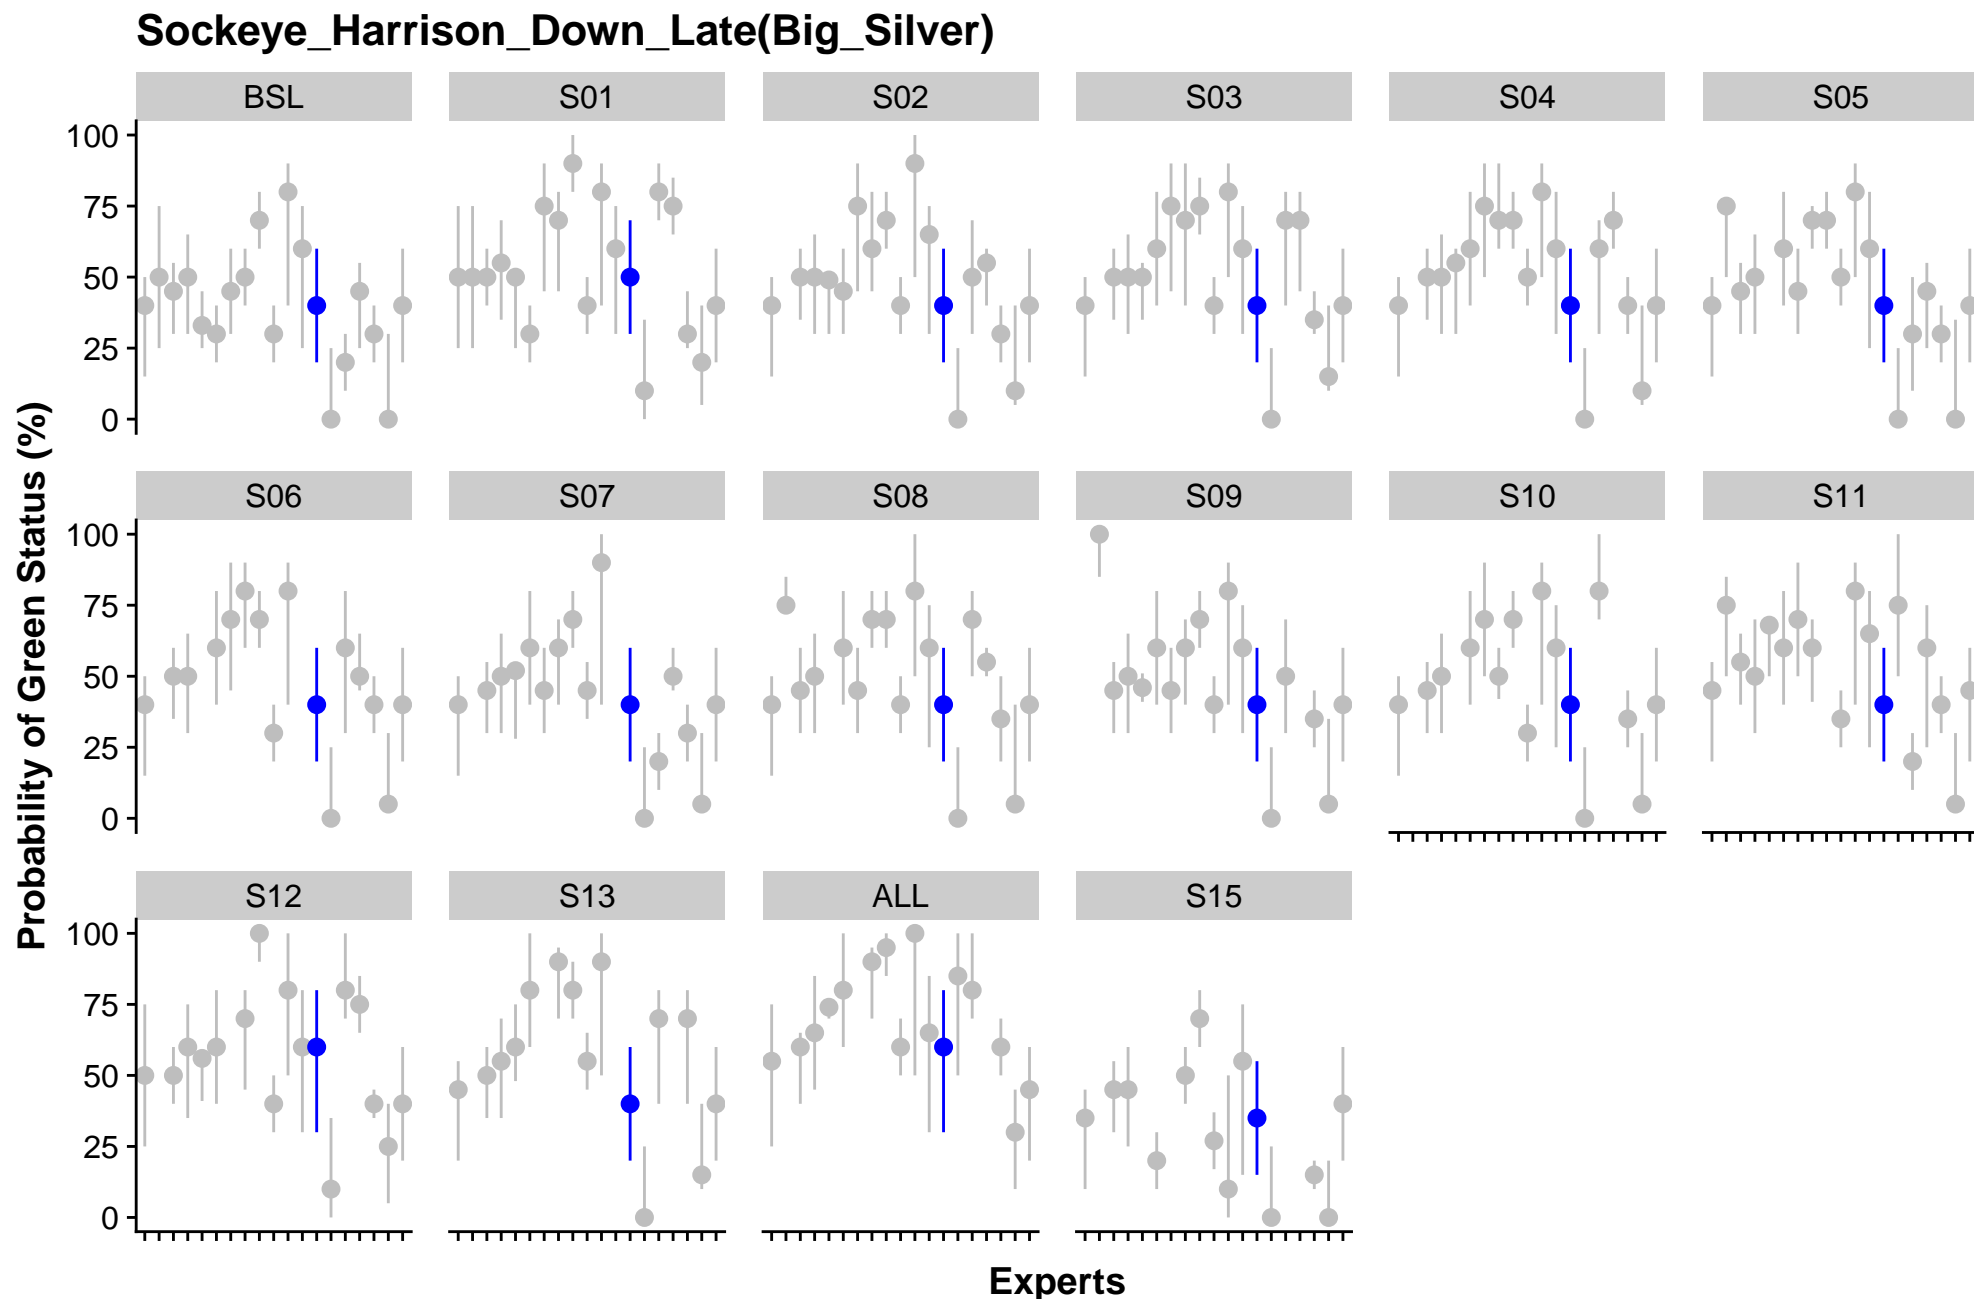 Sockeye_Harrison_Down_Late(Big_Silver)
BSL S01 S02 S03 S04 S05
100
75
50
25
0
S06 S07 S08 S09 S10 S11
100
75
50
25
0
S12 S13 ALL S15
100
75
50
25
0
Probability of Green Status (%)
Experts